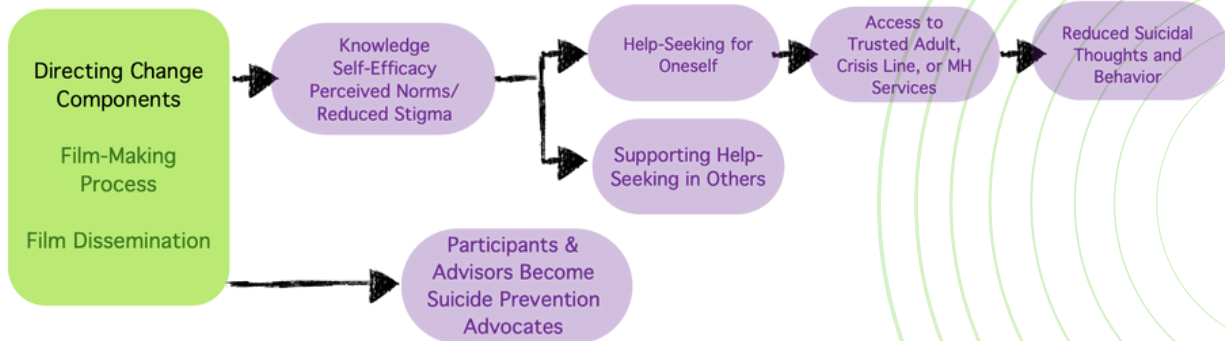 Directing Change
Components
Film-Making
Process
Film Dissemination
Knowledge
Self-Efficacy
Perceived Norms/
Reduced Stigma
Help-Seeking for
Oneself
Access to
Trusted Adult,
Crisis Line, or MH
Services
Reduced Suicidal
Thoughts and
Behavior
Supporting Help-
Seeking in Others
Participants &
Advisors Become
Suicide Prevention
Advocates